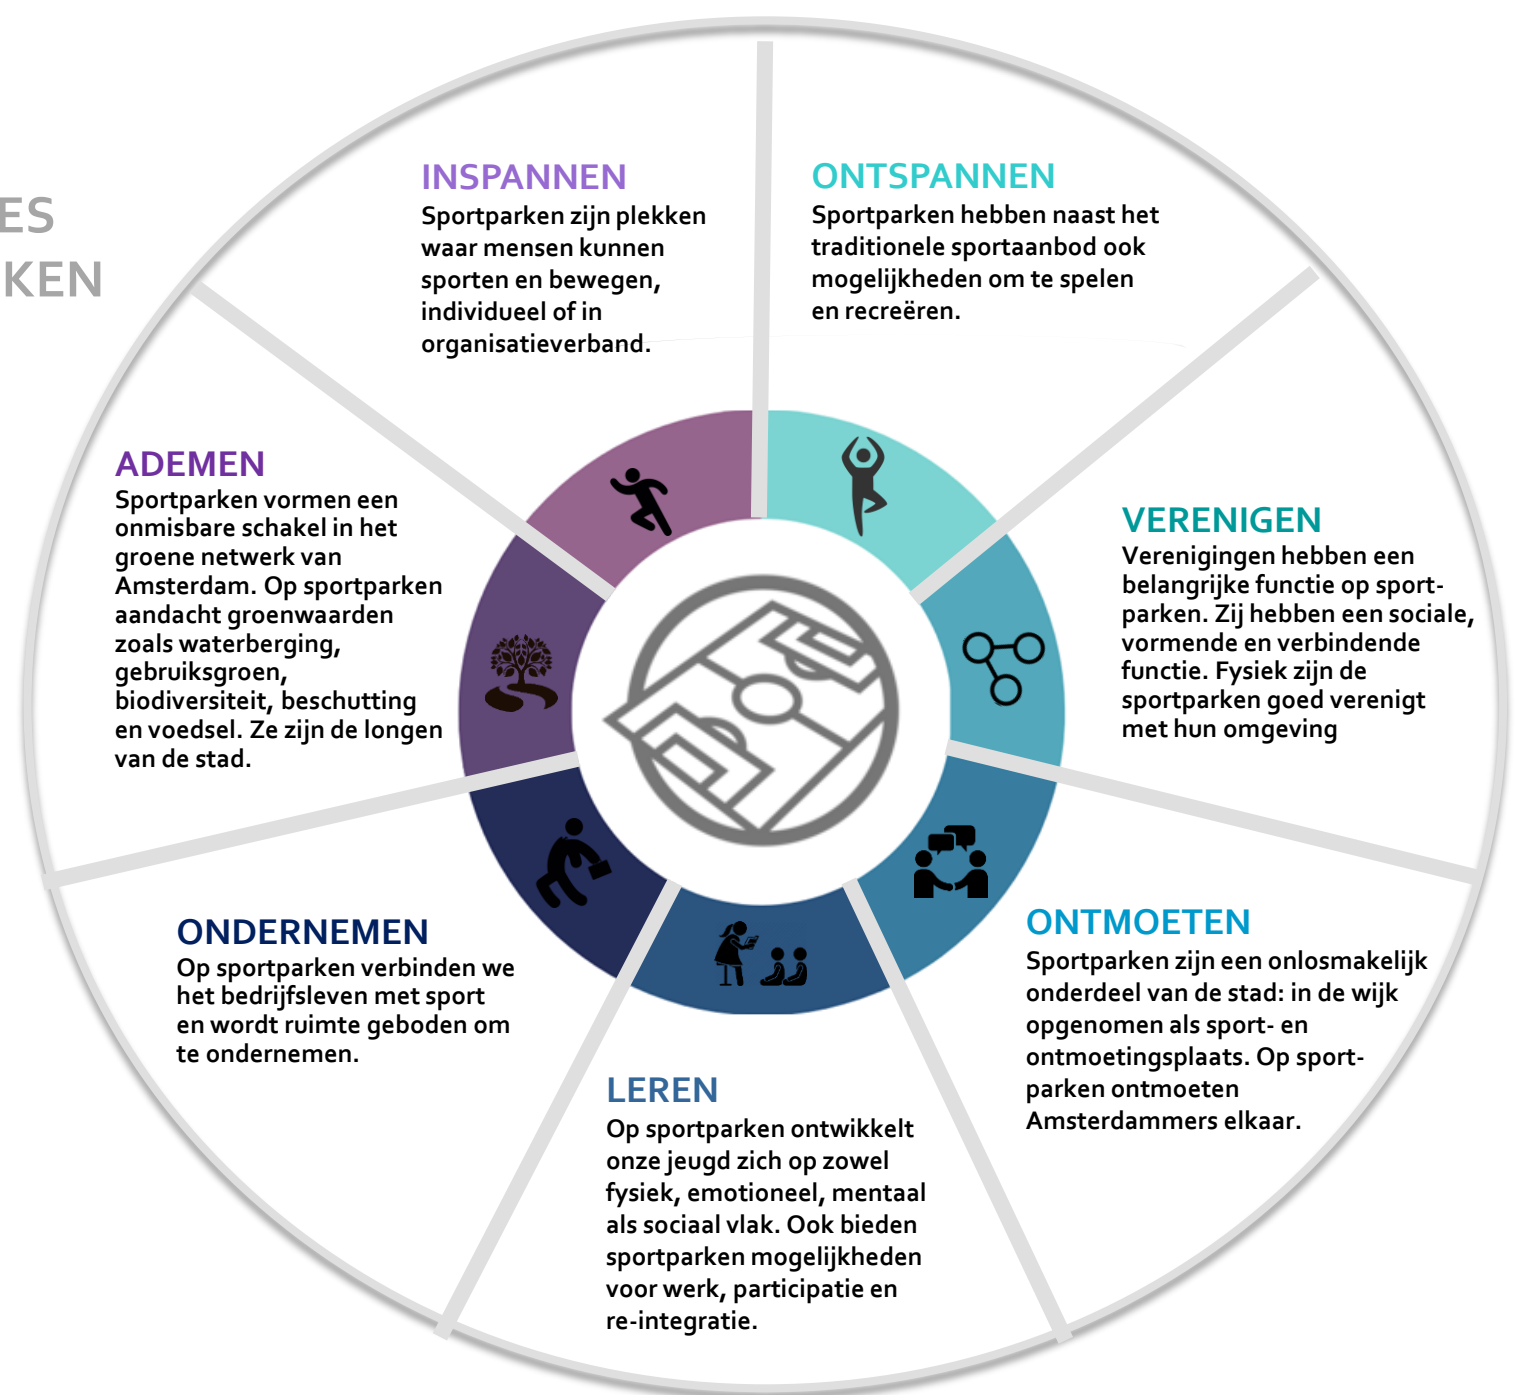 ES
KEN
INSPANNEN
Sportparken zijn plekken
waar mensen kunnen
sporten en bewegen,
individueel of in
organisatieverband.
ONTSPANNEN
Sportparken hebben naast het
traditionele sportaanbod ook
mogelijkheden om te spelen
en recreëren.
VERENIGEN
Verenigingen hebben een
belangrijke functie op sport-
parken. Zij hebben een sociale,
vormende en verbindende
functie. Fysiek zijn de
sportparken goed verenigt
met hun omgeving
ONTMOETEN
Sportparken zijn een onlosmakelijk
onderdeel van de stad: in de wijk
opgenomen als sport- en
ontmoetingsplaats. Op sport-
parken ontmoeten
Amsterdammers elkaar.
LEREN
Op sportparken ontwikkelt
onze jeugd zich op zowel
fysiek, emotioneel, mentaal
als sociaal vlak. Ook bieden
sportparken mogelijkheden
voor werk, participatie en
re-integratie.
ONDERNEMEN
Op sportparken verbinden we
het bedrijfsleven met sport
en wordt ruimte geboden om
te ondernemen.
ADEMEN
Sportparken vormen een
onmisbare schakel in het
groene netwerk van
Amsterdam. Op sportparken
aandacht groenwaarden
zoals waterberging,
gebruiksgroen,
biodiversiteit, beschutting
en voedsel. Ze zijn de longen
van de stad.